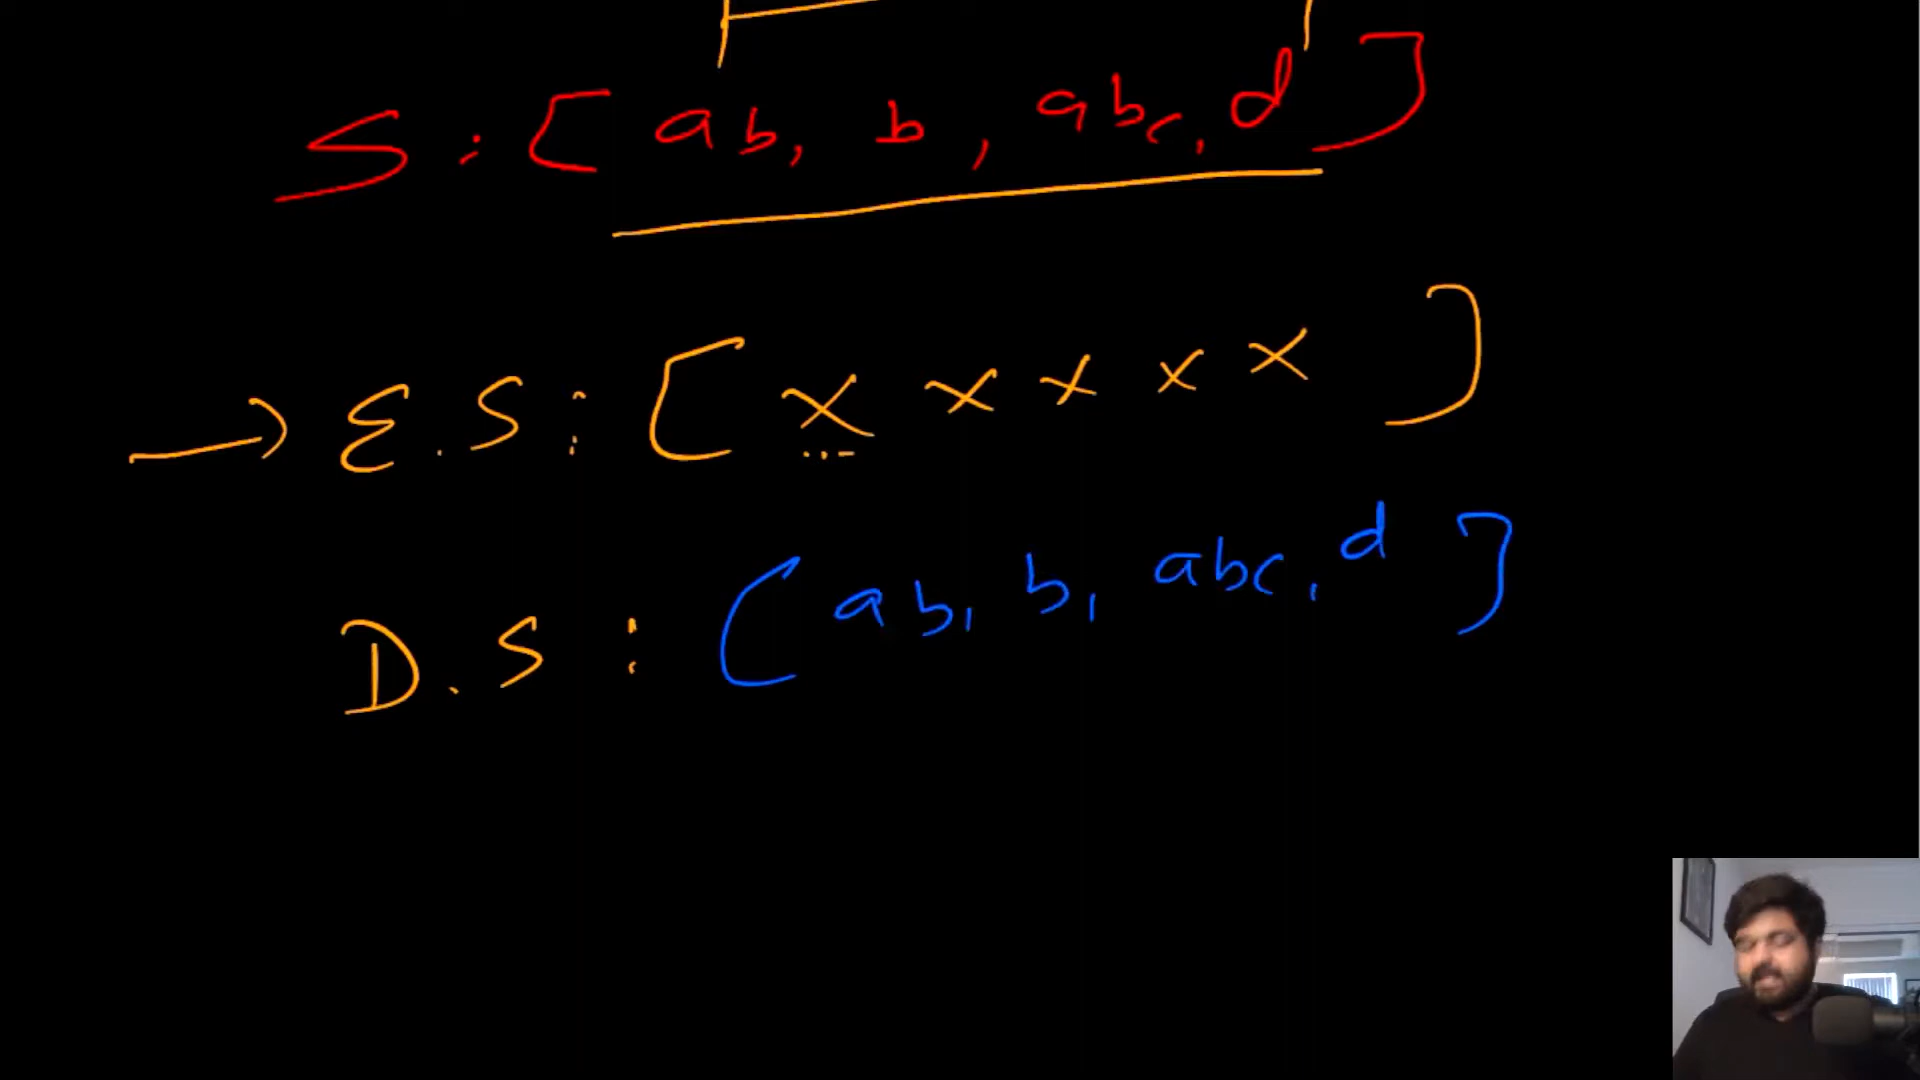 S : [ ab, b, abc, d ]
→ E.S : [ x x x x x ]
D.S : [ ab, b, abc, d ]